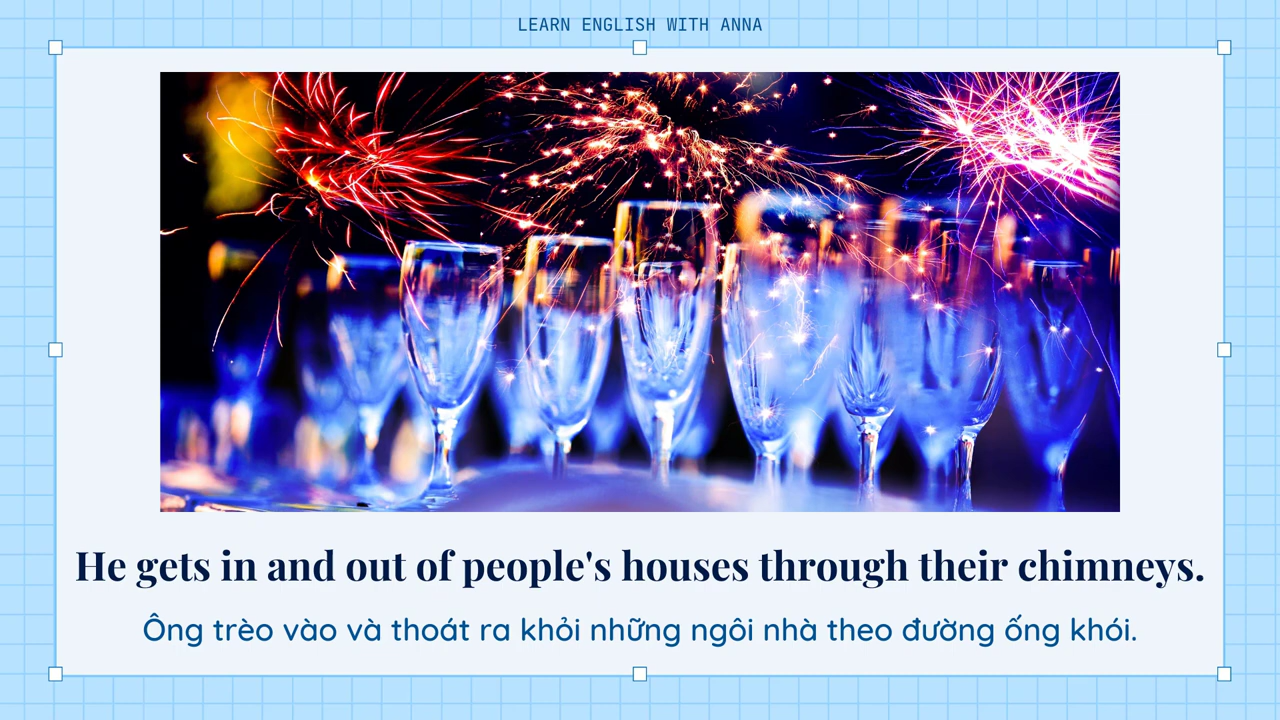 LEARN ENGLISH WITH ANNA
He gets in and out of people's houses through their chimneys.
Ông trèo vào và thoát ra khỏi những ngôi nhà theo đường ống khói.